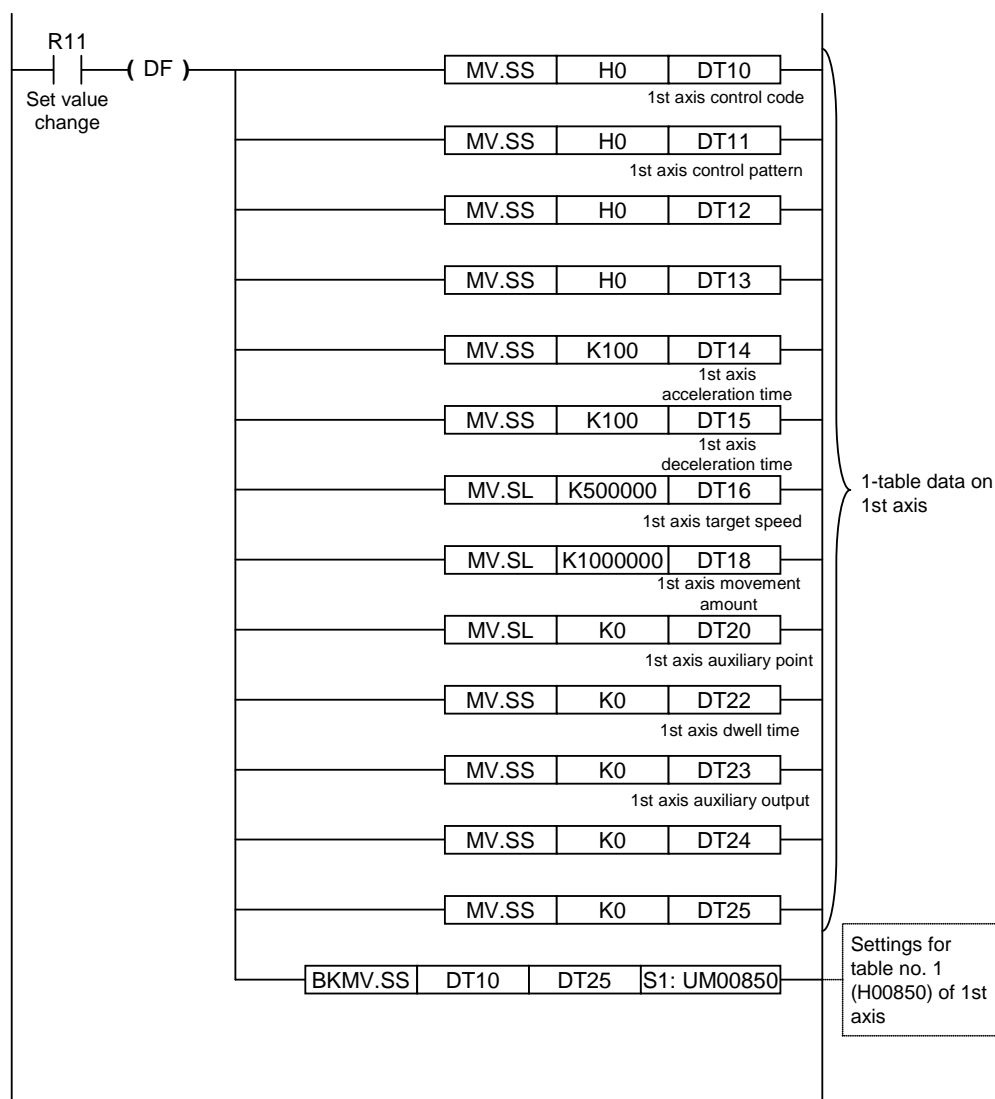 R11
( DF )
Set value
change
MV.SS H0 DT10
1st axis control code
MV.SS H0 DT11
1st axis control pattern
MV.SS H0 DT12
MV.SS H0 DT13
MV.SS K100 DT14
1st axis
acceleration time
MV.SS K100 DT15
1st axis
deceleration time
MV.SL K500000 DT16
1st axis target speed
MV.SL K1000000 DT18
1st axis movement
amount
MV.SL K0 DT20
1st axis auxiliary point
MV.SS K0 DT22
1st axis dwell time
MV.SS K0 DT23
1st axis auxiliary output
MV.SS K0 DT24
MV.SS K0 DT25
1-table data on
1st axis
BKMV.SS DT10 DT25 S1: UM00850
Settings for
table no. 1
(H00850) of 1st
axis